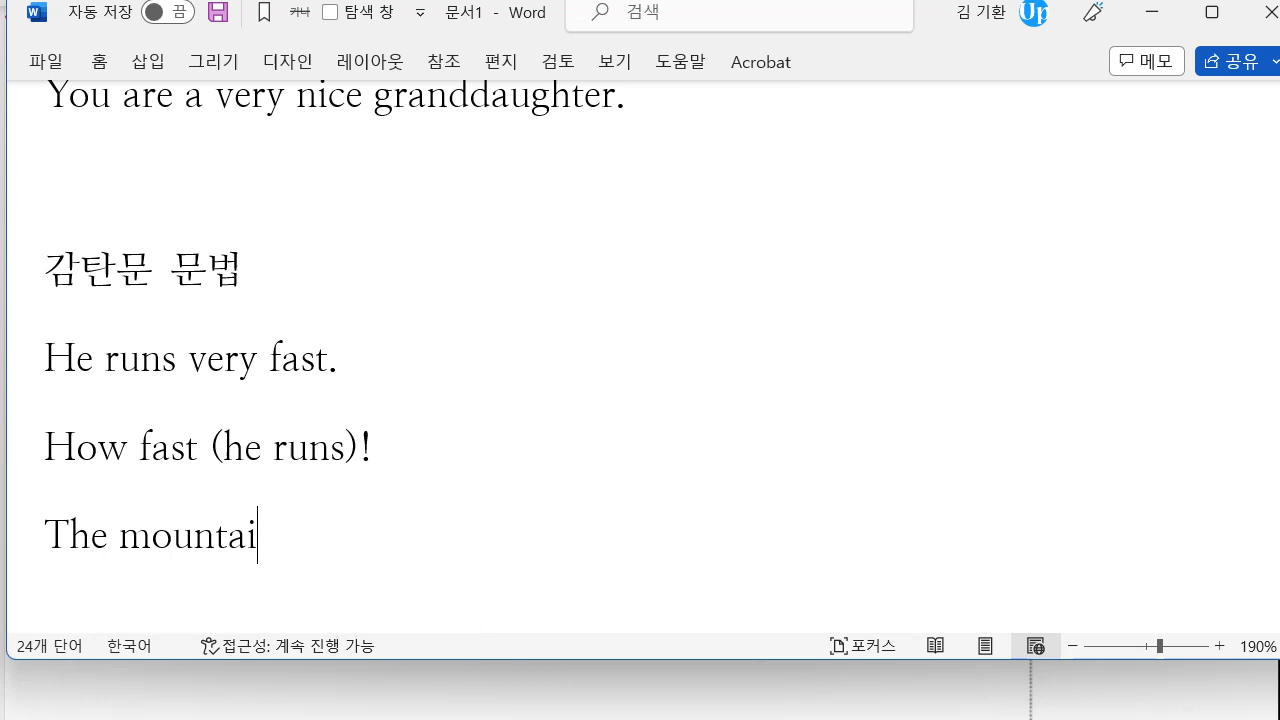 자동 저장 끔 가나 탐색 창 문서1 - Word 검색 김 기환 Up
파일 홈 삽입 그리기 디자인 레이아웃 참조 편지 검토 보기 도움말 Acrobat 메모 공유
You are a very nice granddaughter.
감탄문 문법
He runs very fast.
How fast (he runs)!
The mountai
24개 단어 한국어 접근성: 계속 진행 가능 포커스 190%